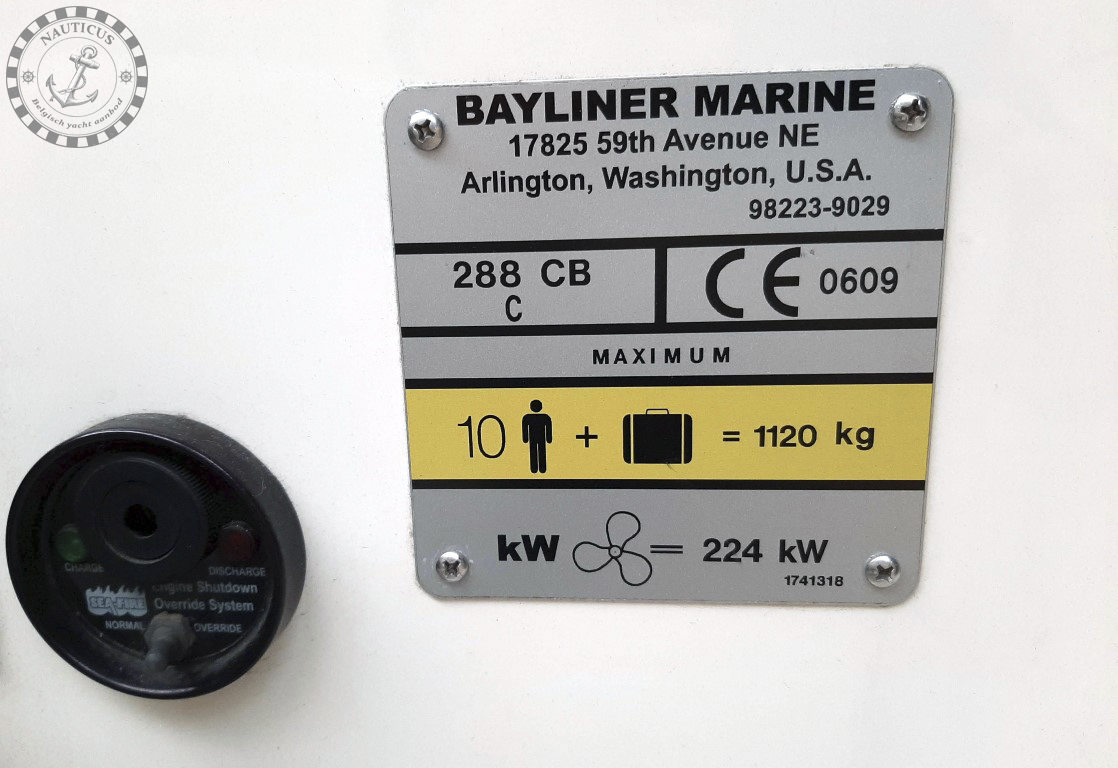 NAUTICUS
Belgisch yacht aanbod
BAYLINER MARINE
17825 59th Avenue NE
Arlington, Washington, U.S.A.
98223-9029
288 CB
C
CE 0609
MAXIMUM
10 + = 1120 kg
kW = 224 kW
1741318
CHARGE
DISCHARGE
Engine Shutdown
SEA-FIRE Override System
NORMAL OVERRIDE